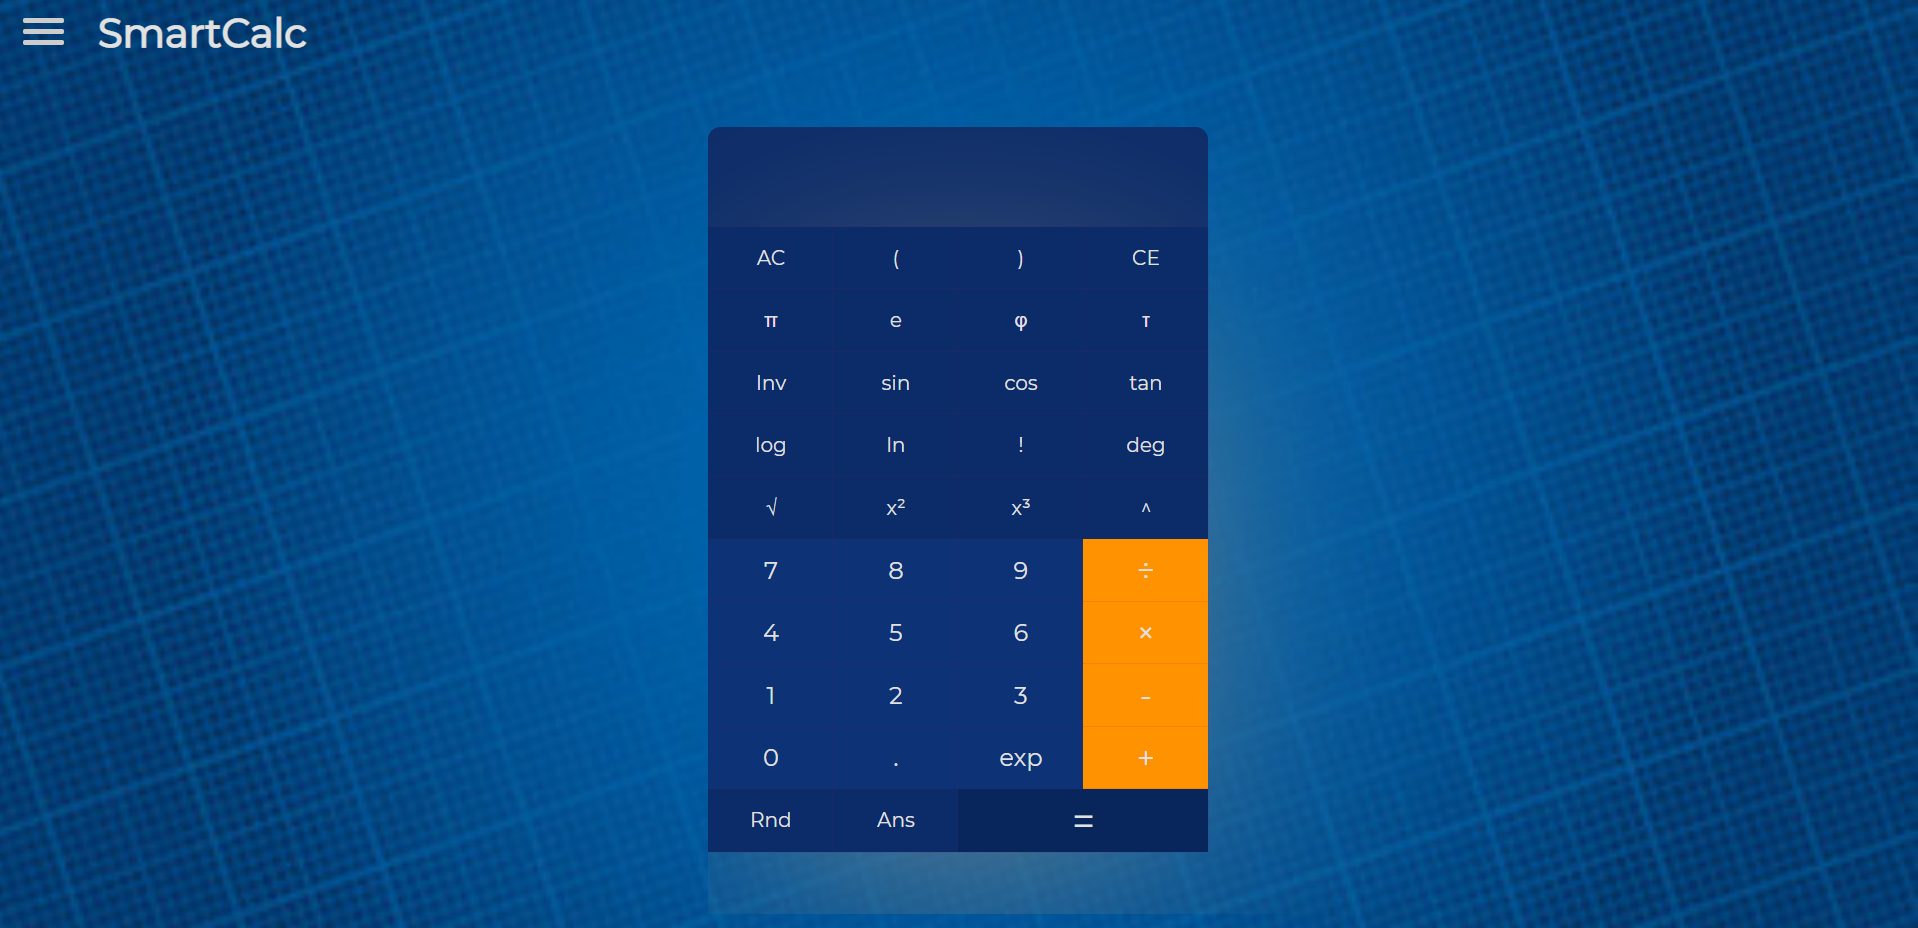 SmartCalc
AC ( ) CE
π e φ τ
Inv sin cos tan
log ln ! deg
√ x² x³ ^
7 8 9 ÷
4 5 6 ×
1 2 3 -
0 . exp +
Rnd Ans =